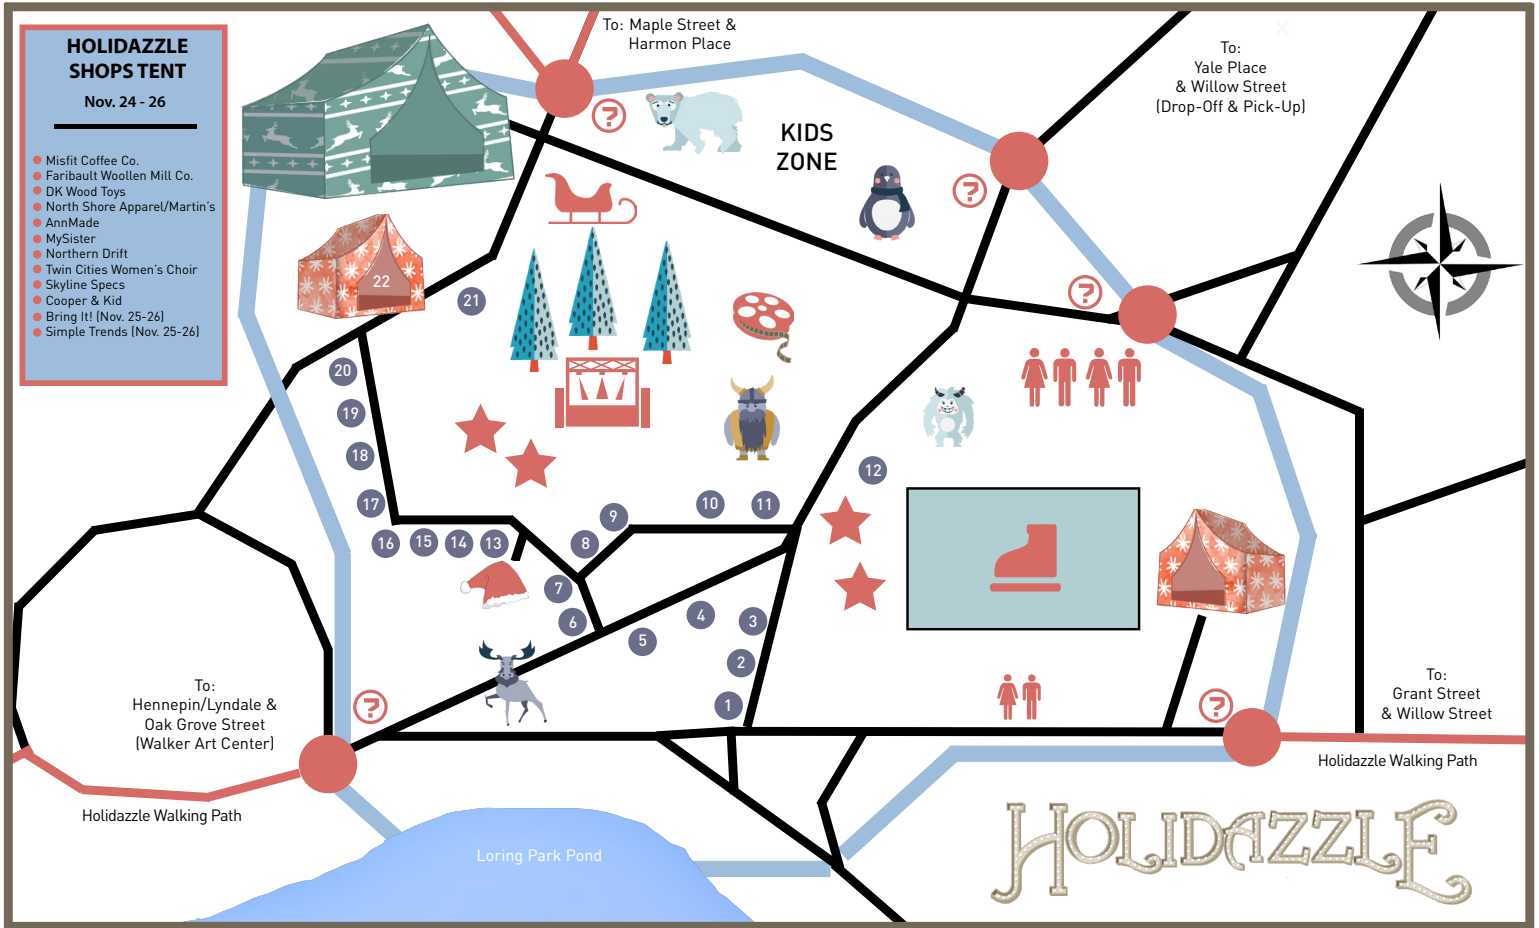 HOLIDAZZLE
SHOPS TENT
Nov. 24 - 26
Misfit Coffee Co.
Faribault Woollen Mill Co.
DK Wood Toys
North Shore Apparel/Martin's
AnnMade
MySister
Northern Drift
Twin Cities Women's Choir
Skyline Specs
Cooper & Kid
Bring It! (Nov. 25-26)
Simple Trends (Nov. 25-26)
To: Maple Street &
Harmon Place
?
KIDS
ZONE
To:
Yale Place
& Willow Street
(Drop-Off & Pick-Up)
?
?
22
21
20
19
18
17
16
15
14
13
12
11
10
9
8
7
6
5
4
3
2
1
To:
Hennepin/Lyndale &
Oak Grove Street
(Walker Art Center)
?
Holidazzle Walking Path
Loring Park Pond
?
To:
Grant Street
& Willow Street
Holidazzle Walking Path
HOLIDAZZLE